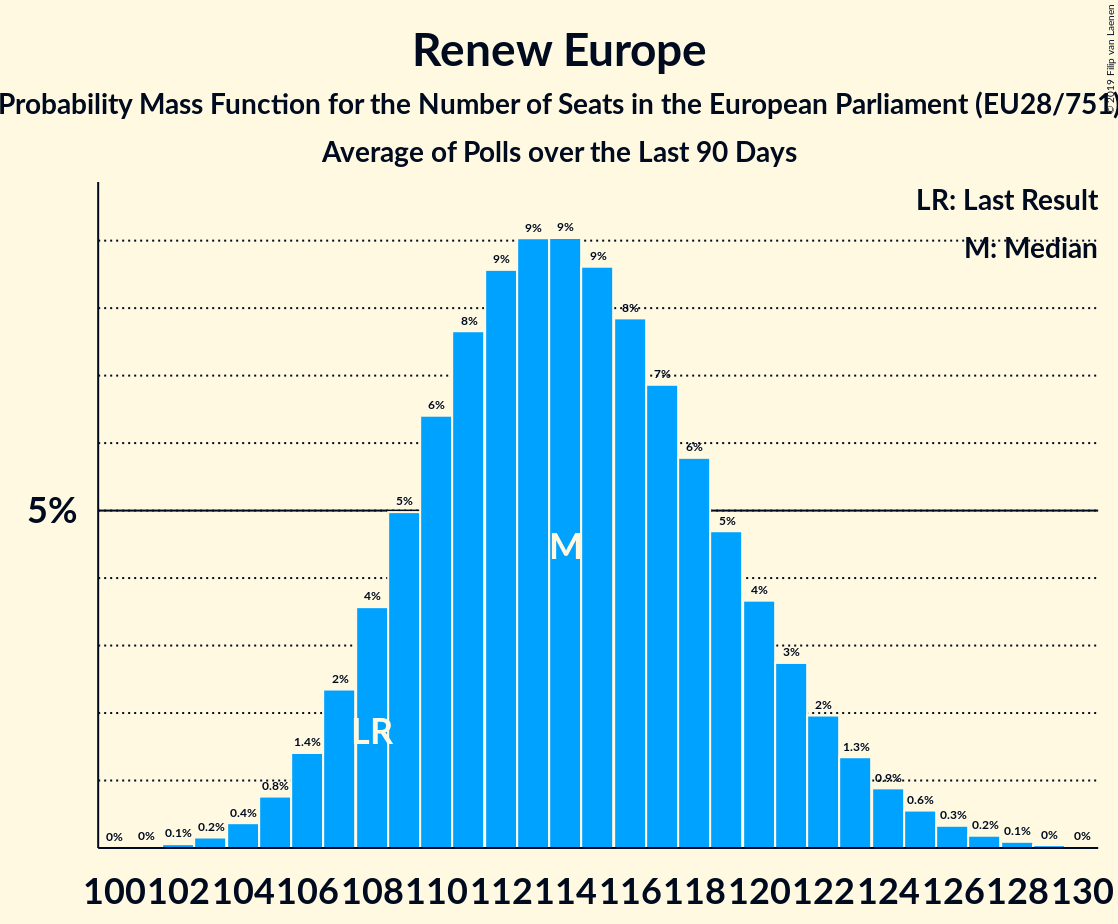 Renew Europe
Probability Mass Function for the Number of Seats in the European Parliament (EU28/751)
Average of Polls over the Last 90 Days
© 2019 Filip van Laenen
LR: Last Result
M: Median
5%
0% 0% 0.1% 0.2% 0.4% 0.8% 1.4% 2% 4% 5% 6% 8% 9% 9% 9% 9% 8% 7% 6% 5% 4% 3% 2% 1.3% 0.9% 0.6% 0.3% 0.2% 0.1% 0% 0%
M
LR
100 102 104 106 108 110 112 114 116 118 120 122 124 126 128 130